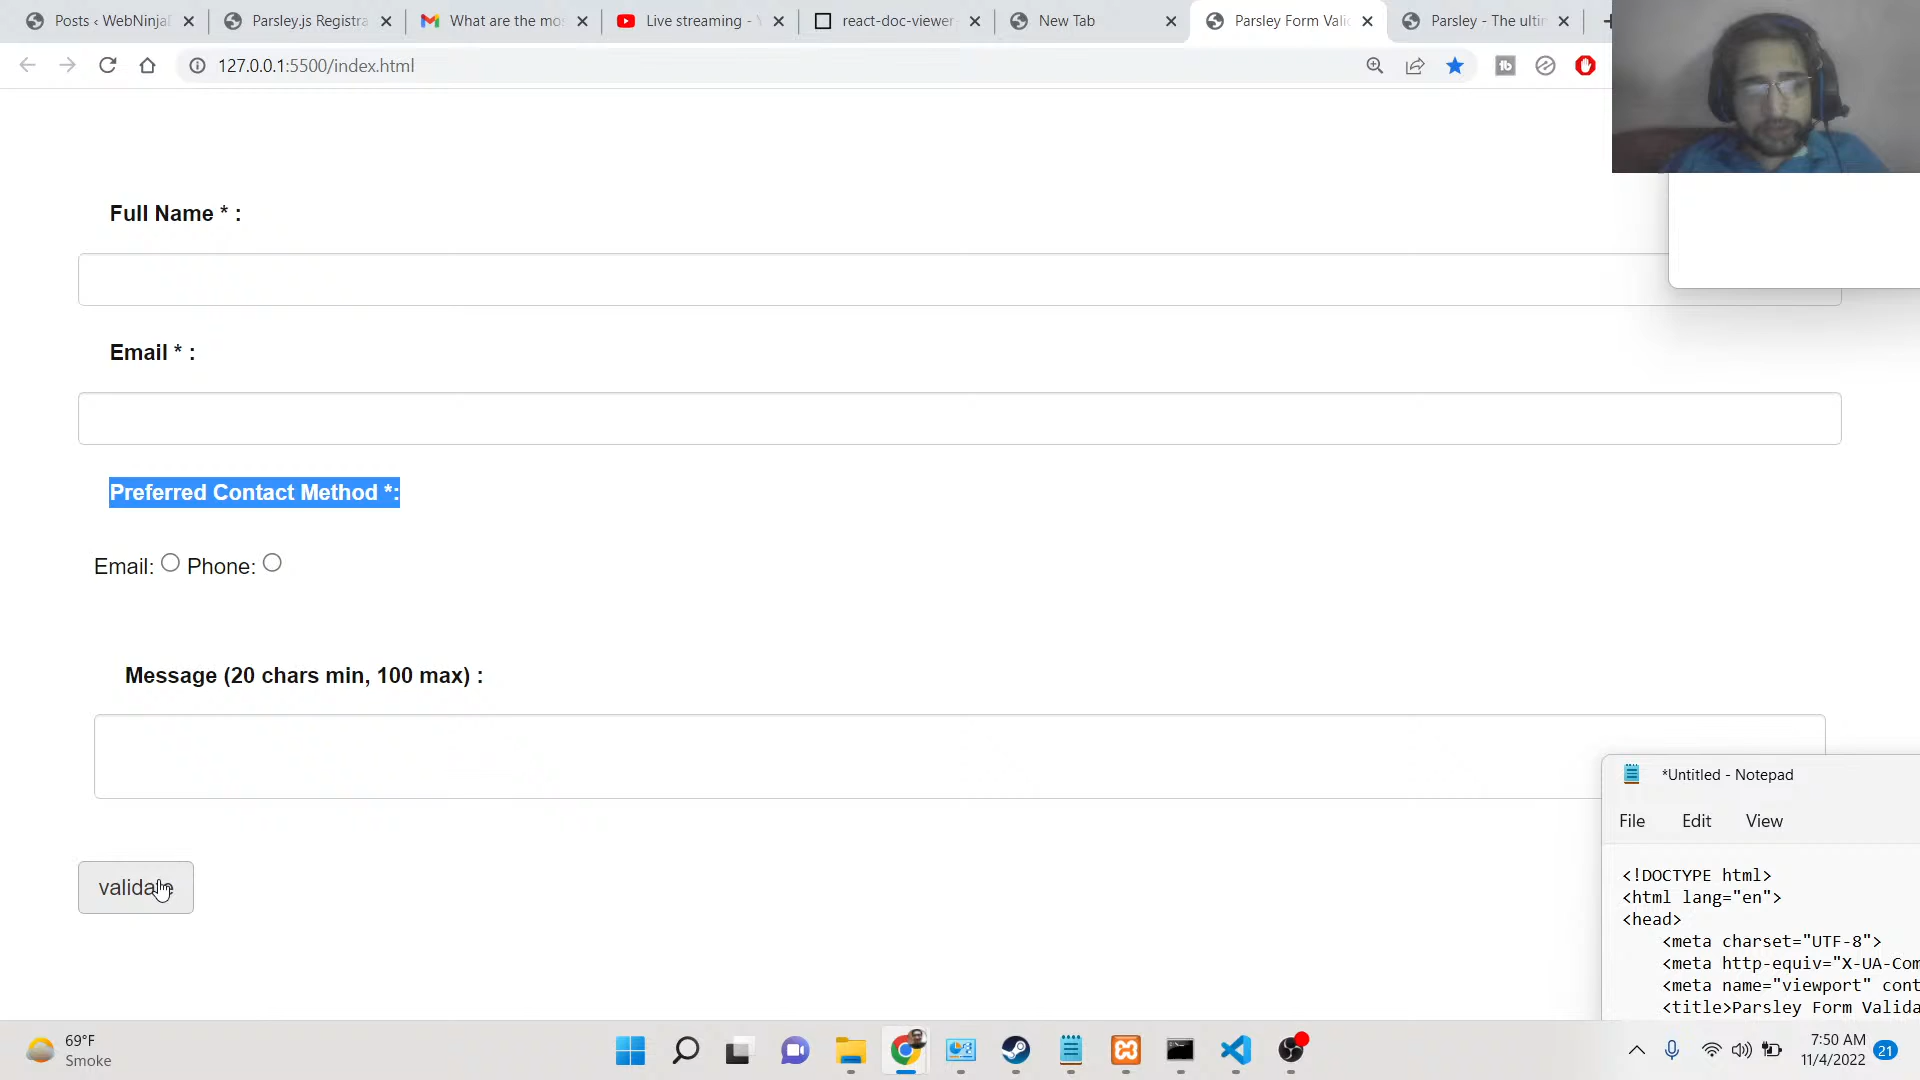 Posts ‹ WebNinja
Parsley.js Registra
What are the mo
Live streaming - Y
react-doc-viewer
New Tab
Parsley Form Vali
Parsley - The ultim
127.0.0.1:5500/index.html
Full Name * :
Email * :
Preferred Contact Method *:
Email: Phone:
Message (20 chars min, 100 max) :
validate
*Untitled - Notepad
File Edit View
<!DOCTYPE html>
<html lang="en">
<head>
<meta charset="UTF-8">
<meta http-equiv="X-UA-Com
<meta name="viewport" cont
<title>Parsley Form Valida
69°F
Smoke
7:50 AM
11/4/2022
21